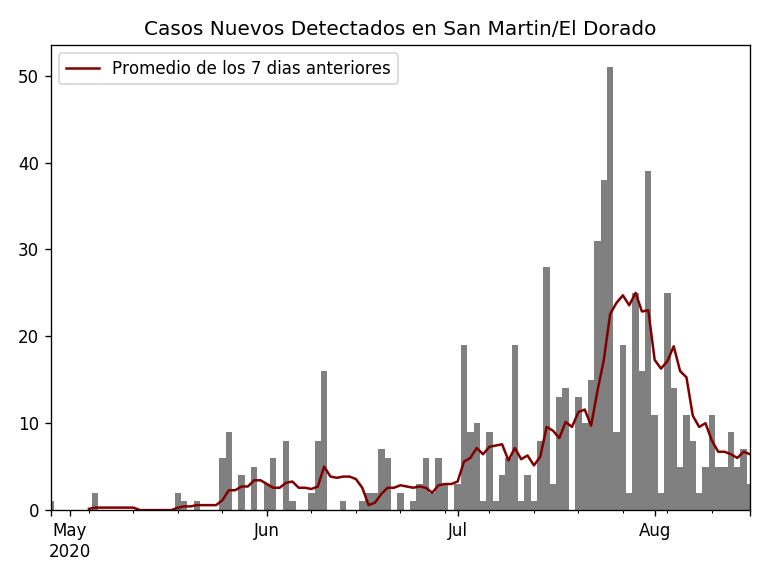 Casos Nuevos Detectados en San Martin/El Dorado
Promedio de los 7 dias anteriores
50
40
30
20
10
0
May Jun Jul Aug
2020